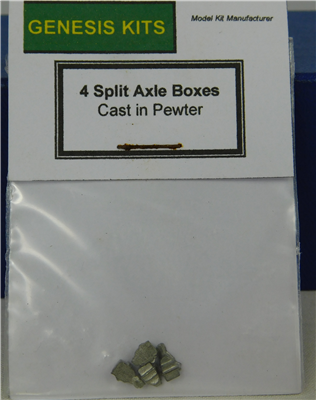 GENESIS KITS
Model Kit Manufacturer
4 Split Axle Boxes
Cast in Pewter